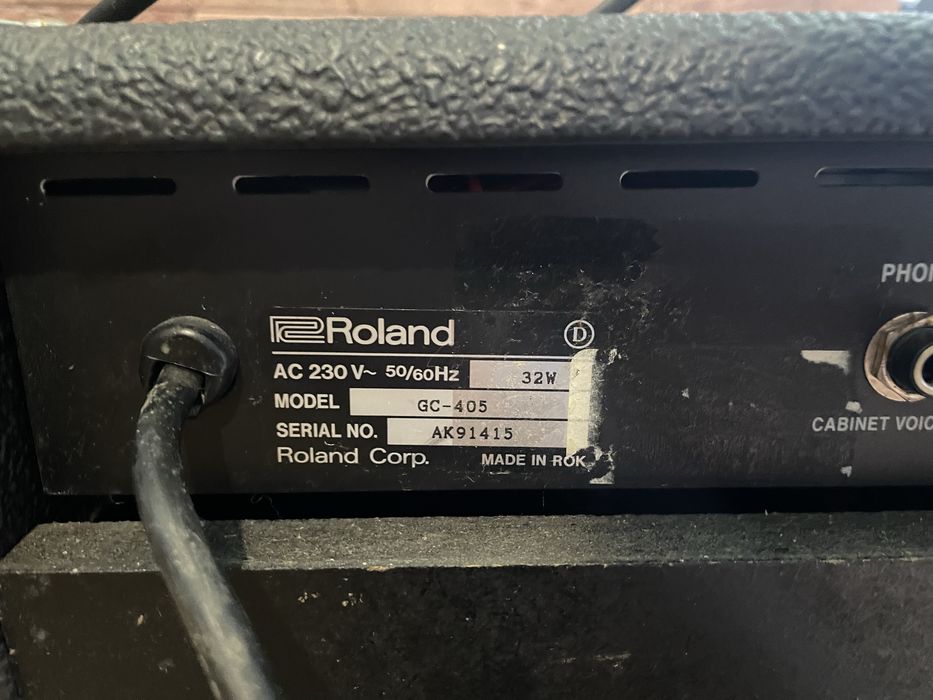 PHO
Roland D
AC 230 V~ 50/60Hz 32W
MODEL GC-405
SERIAL NO. AK91415
Roland Corp. MADE IN ROK
CABINET VOIC